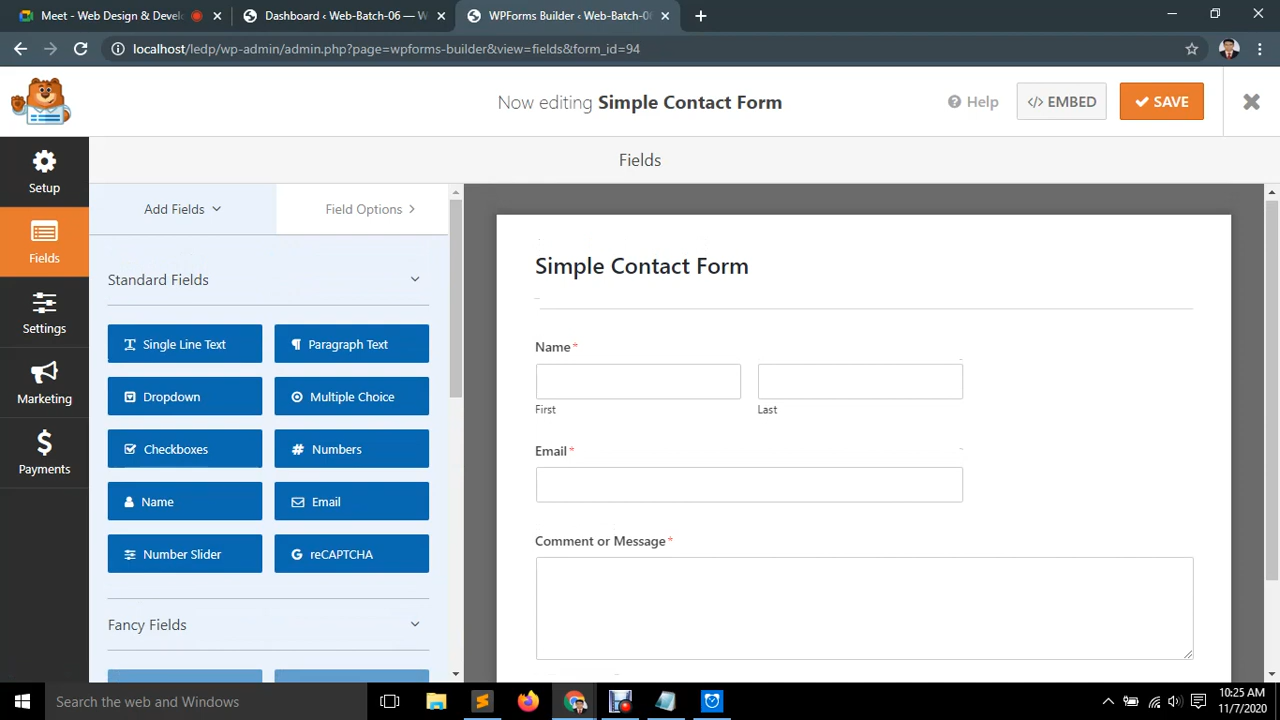 Meet - Web Design & Devel
Dashboard ‹ Web-Batch-06 —
WPForms Builder ‹ Web-Batch-06
localhost/ledp/wp-admin/admin.php?page=wpforms-builder&view=fields&form_id=94
Now editing Simple Contact Form
Help
</> EMBED
SAVE
Fields
Setup
Fields
Settings
Marketing
Payments
Add Fields
Field Options
Standard Fields
Single Line Text
Paragraph Text
Dropdown
Multiple Choice
Checkboxes
Numbers
Name
Email
Number Slider
reCAPTCHA
Fancy Fields
Simple Contact Form
Name*
First
Last
Email*
Comment or Message*
Search the web and Windows
10:25 AM
11/7/2020